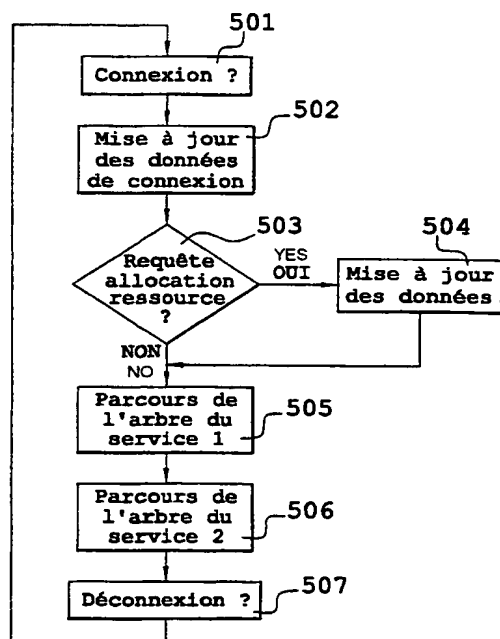 501
Connexion ?
502
Mise à jour
des données
de connexion
503
Requête
allocation
ressource
?
YES
OUI
504
Mise à jour
des données
NON
NO
Parcours de
l'arbre du
service 1
505
Parcours de
l'arbre du
service 2
506
507
Déconnexion ?